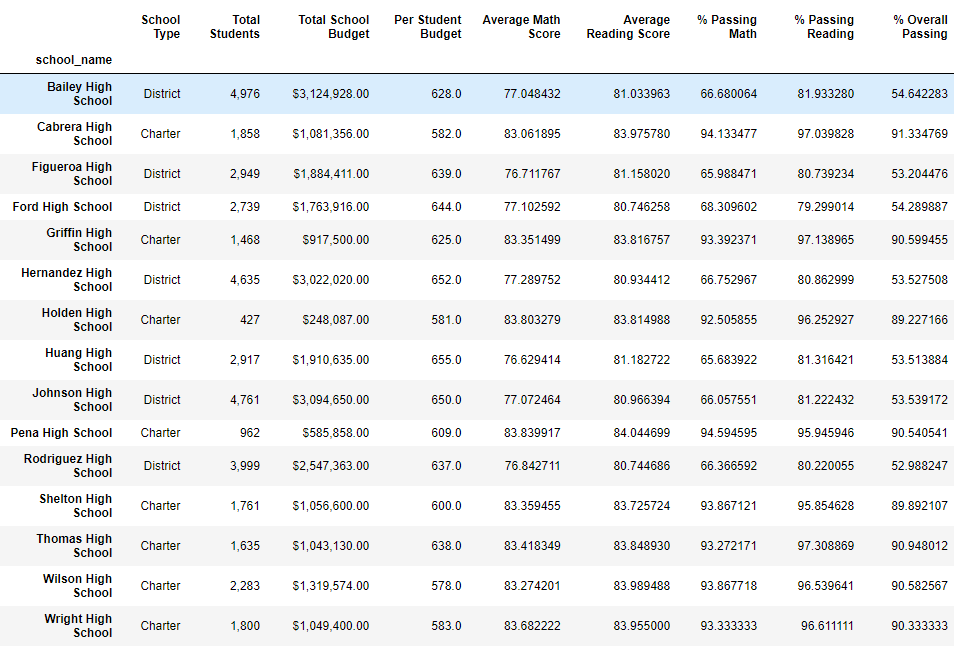 School Type Total Students Total School Budget Per Student Budget Average Math Score Average Reading Score % Passing Math % Passing Reading % Overall Passing
school_name
Bailey High School District 4,976 $3,124,928.00 628.0 77.048432 81.033963 66.680064 81.933280 54.642283
Cabrera High School Charter 1,858 $1,081,356.00 582.0 83.061895 83.975780 94.133477 97.039828 91.334769
Figueroa High School District 2,949 $1,884,411.00 639.0 76.711767 81.158020 65.988471 80.739234 53.204476
Ford High School District 2,739 $1,763,916.00 644.0 77.102592 80.746258 68.309602 79.299014 54.289887
Griffin High School Charter 1,468 $917,500.00 625.0 83.351499 83.816757 93.392371 97.138965 90.599455
Hernandez High School District 4,635 $3,022,020.00 652.0 77.289752 80.934412 66.752967 80.862999 53.527508
Holden High School Charter 427 $248,087.00 581.0 83.803279 83.814988 92.505855 96.252927 89.227166
Huang High School District 2,917 $1,910,635.00 655.0 76.629414 81.182722 65.683922 81.316421 53.513884
Johnson High School District 4,761 $3,094,650.00 650.0 77.072464 80.966394 66.057551 81.222432 53.539172
Pena High School Charter 962 $585,858.00 609.0 83.839917 84.044699 94.594595 95.945946 90.540541
Rodriguez High School District 3,999 $2,547,363.00 637.0 76.842711 80.744686 66.366592 80.220055 52.988247
Shelton High School Charter 1,761 $1,056,600.00 600.0 83.359455 83.725724 93.867121 95.854628 89.892107
Thomas High School Charter 1,635 $1,043,130.00 638.0 83.418349 83.848930 93.272171 97.308869 90.948012
Wilson High School Charter 2,283 $1,319,574.00 578.0 83.274201 83.989488 93.867718 96.539641 90.582567
Wright High School Charter 1,800 $1,049,400.00 583.0 83.682222 83.955000 93.333333 96.611111 90.333333